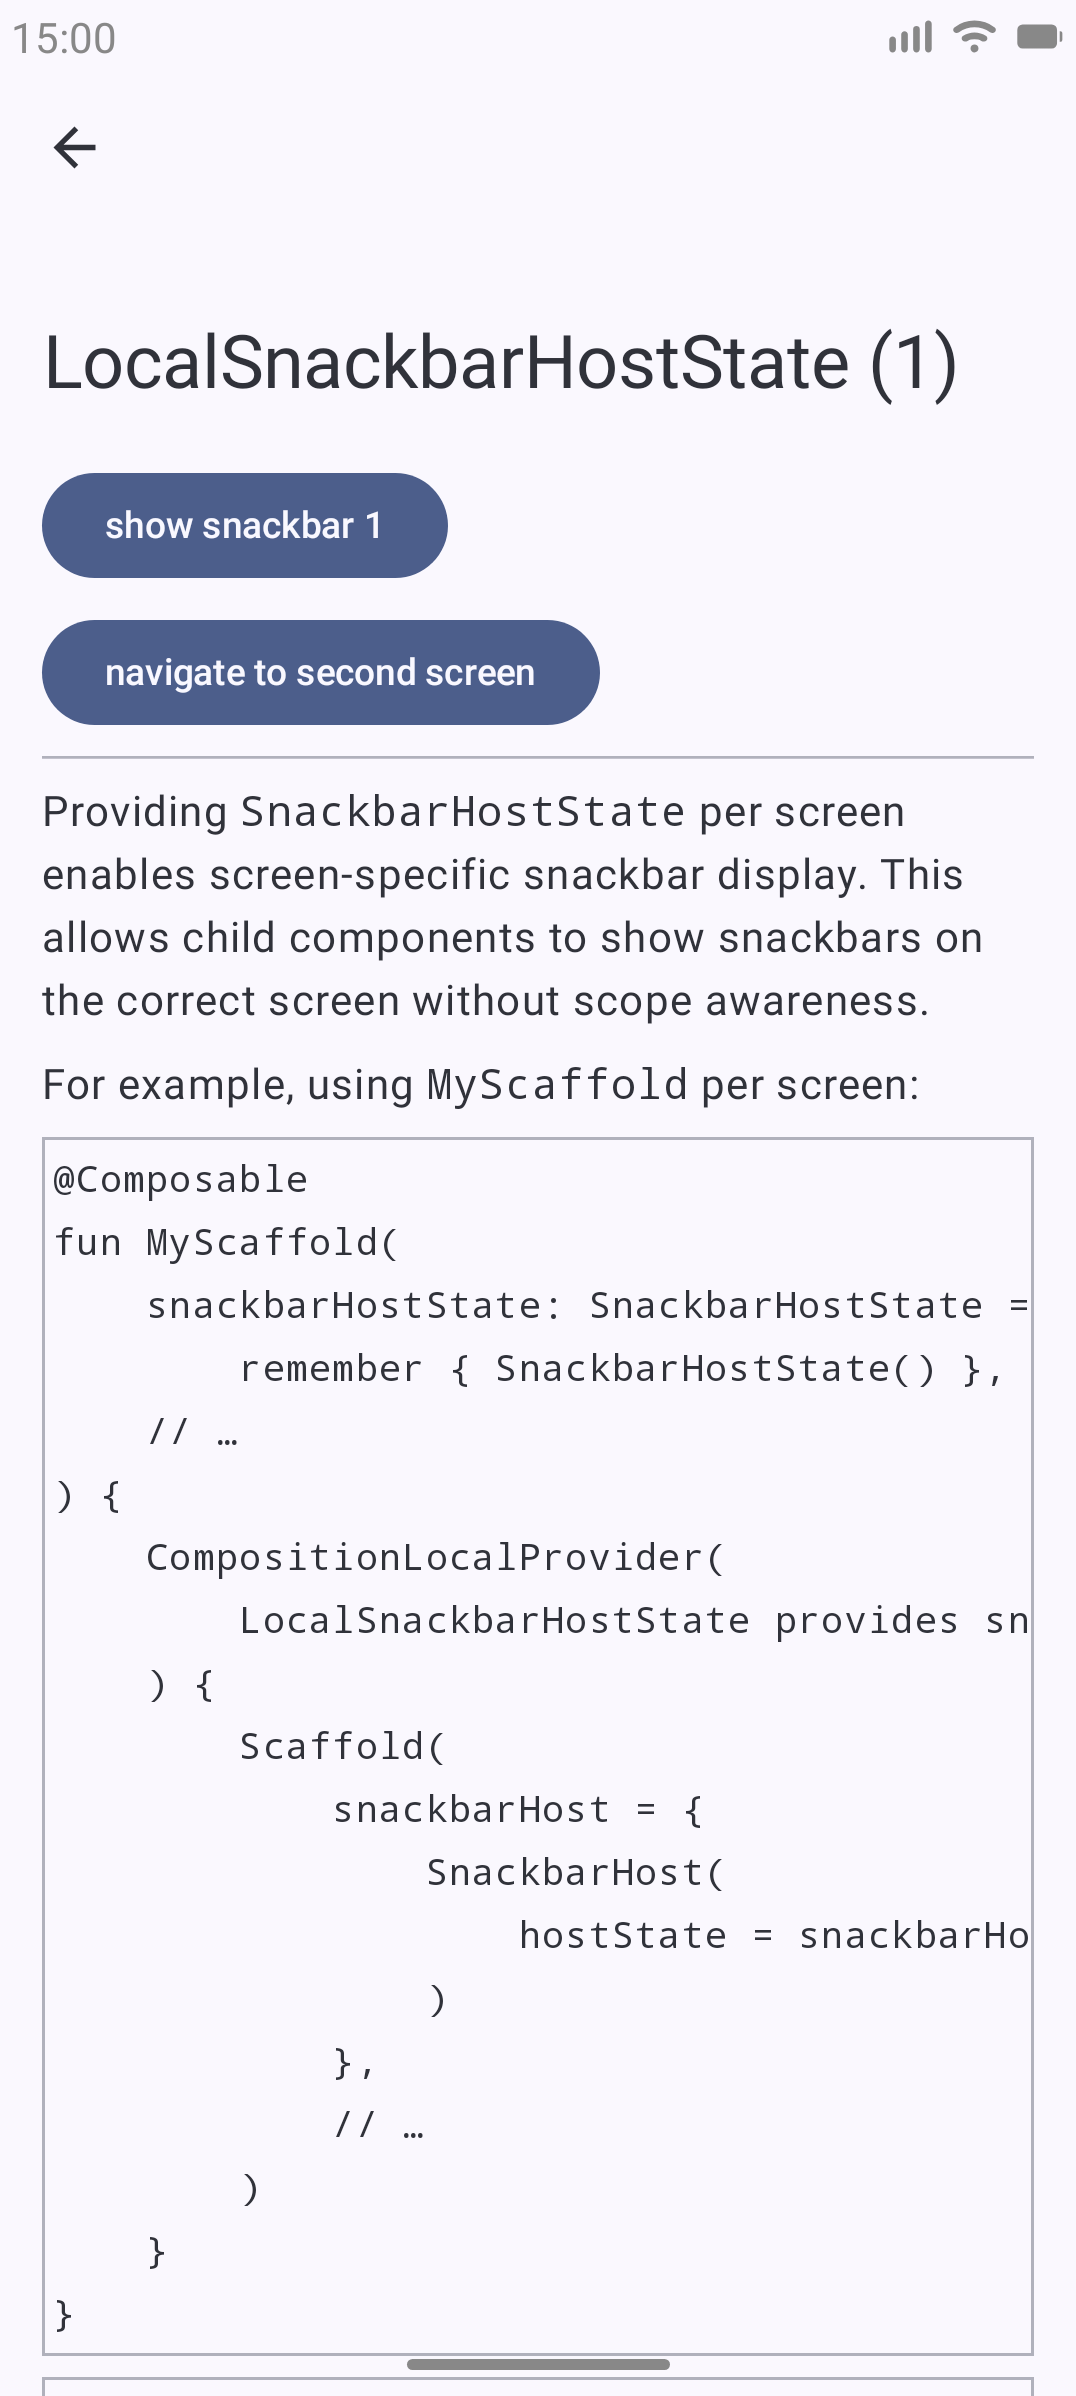 15:00
LocalSnackbarHostState (1)
show snackbar 1
navigate to second screen
Providing SnackbarHostState per screen
enables screen-specific snackbar display. This
allows child components to show snackbars on
the correct screen without scope awareness.
For example, using MyScaffold per screen:
@Composable
fun MyScaffold(
    snackbarHostState: SnackbarHostState =
        remember { SnackbarHostState() },
    // …
) {
    CompositionLocalProvider(
        LocalSnackbarHostState provides sn
    ) {
        Scaffold(
            snackbarHost = {
                SnackbarHost(
                    hostState = snackbarHo
                )
            },
            // …
        )
    }
}